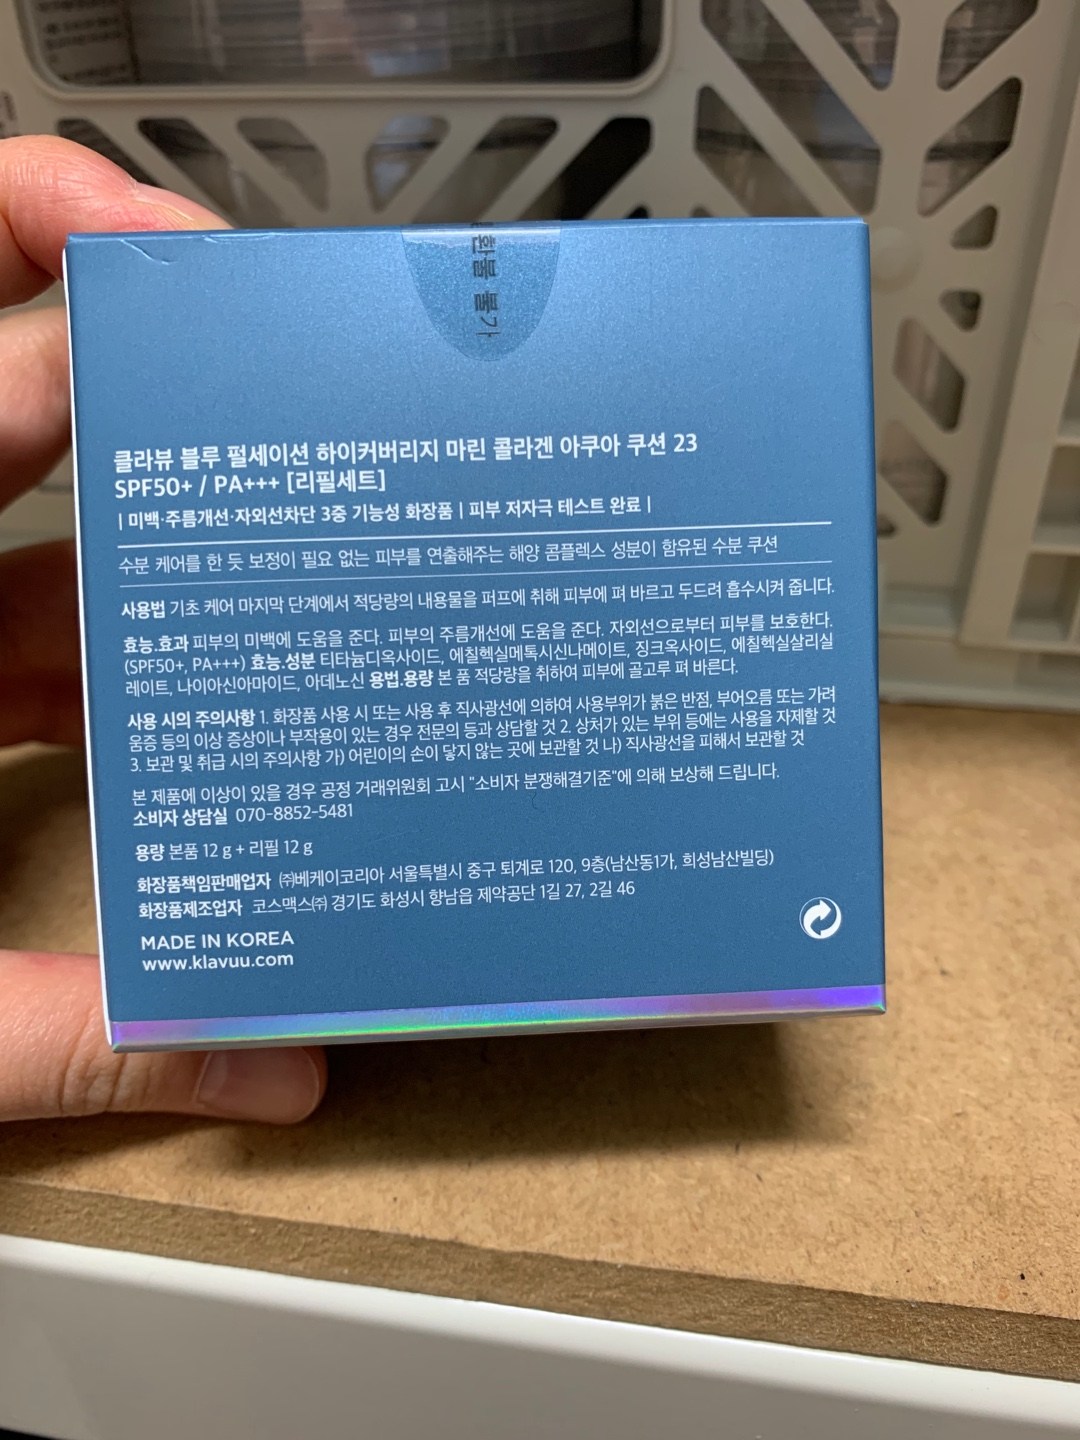 환불 불가
클라뷰 블루 펄세이션 하이커버리지 마린 콜라겐 아쿠아 쿠션 23
SPF50+ / PA+++ [리필세트]
| 미백·주름개선·자외선차단 3중 기능성 화장품 | 피부 저자극 테스트 완료 |
수분 케어를 한 듯 보정이 필요 없는 피부를 연출해주는 해양 콤플렉스 성분이 함유된 수분 쿠션
사용법 기초 케어 마지막 단계에서 적당량의 내용물을 퍼프에 취해 피부에 펴 바르고 두드려 흡수시켜 줍니다.
효능.효과 피부의 미백에 도움을 준다. 피부의 주름개선에 도움을 준다. 자외선으로부터 피부를 보호한다.
(SPF50+, PA+++) 효능.성분 티타늄디옥사이드, 에칠헥실메톡시신나메이트, 징크옥사이드, 에칠헥실살리실
레이트, 나이아신아마이드, 아데노신 용법.용량 본 품 적당량을 취하여 피부에 골고루 펴 바른다.
사용 시의 주의사항 1. 화장품 사용 시 또는 사용 후 직사광선에 의하여 사용부위가 붉은 반점, 부어오름 또는 가려
움증 등의 이상 증상이나 부작용이 있는 경우 전문의 등과 상담할 것 2. 상처가 있는 부위 등에는 사용을 자제할 것
3. 보관 및 취급 시의 주의사항 가) 어린이의 손이 닿지 않는 곳에 보관할 것 나) 직사광선을 피해서 보관할 것
본 제품에 이상이 있을 경우 공정 거래위원회 고시 "소비자 분쟁해결기준"에 의해 보상해 드립니다.
소비자 상담실 070-8852-5481
용량 본품 12 g + 리필 12 g
화장품책임판매업자 ㈜베케이코리아 서울특별시 중구 퇴계로 120, 9층(남산동1가, 희성남산빌딩)
화장품제조업자 코스맥스㈜ 경기도 화성시 향남읍 제약공단 1길 27, 2길 46
MADE IN KOREA
www.klavuu.com